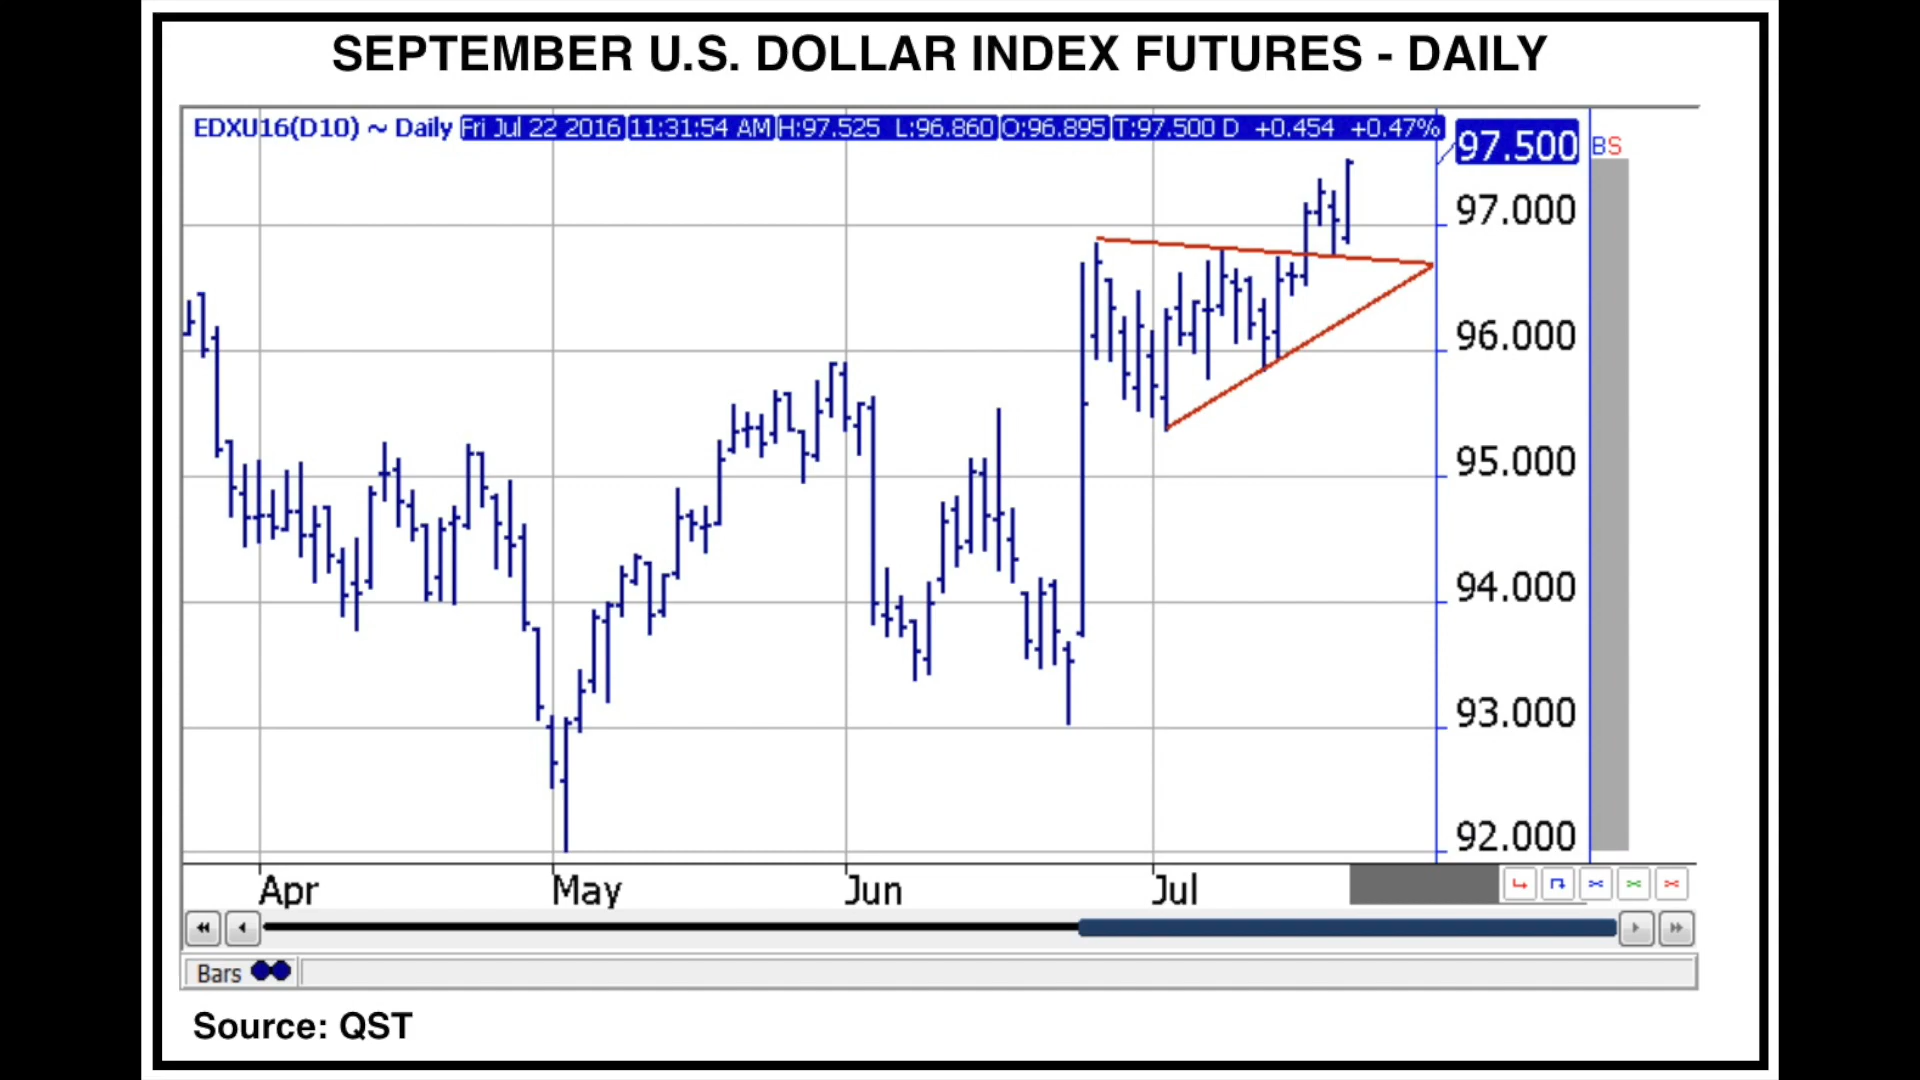 SEPTEMBER U.S. DOLLAR INDEX FUTURES - DAILY
EDXU16(D10) ~ Daily Fri Jul 22 2016 11:31:54 AM H:97.525 L:96.860 O:96.895 T:97.500 D +0.454 +0.47%
97.500 BS
97.000
96.000
95.000
94.000
93.000
92.000
Apr May Jun Jul
Bars
Source: QST